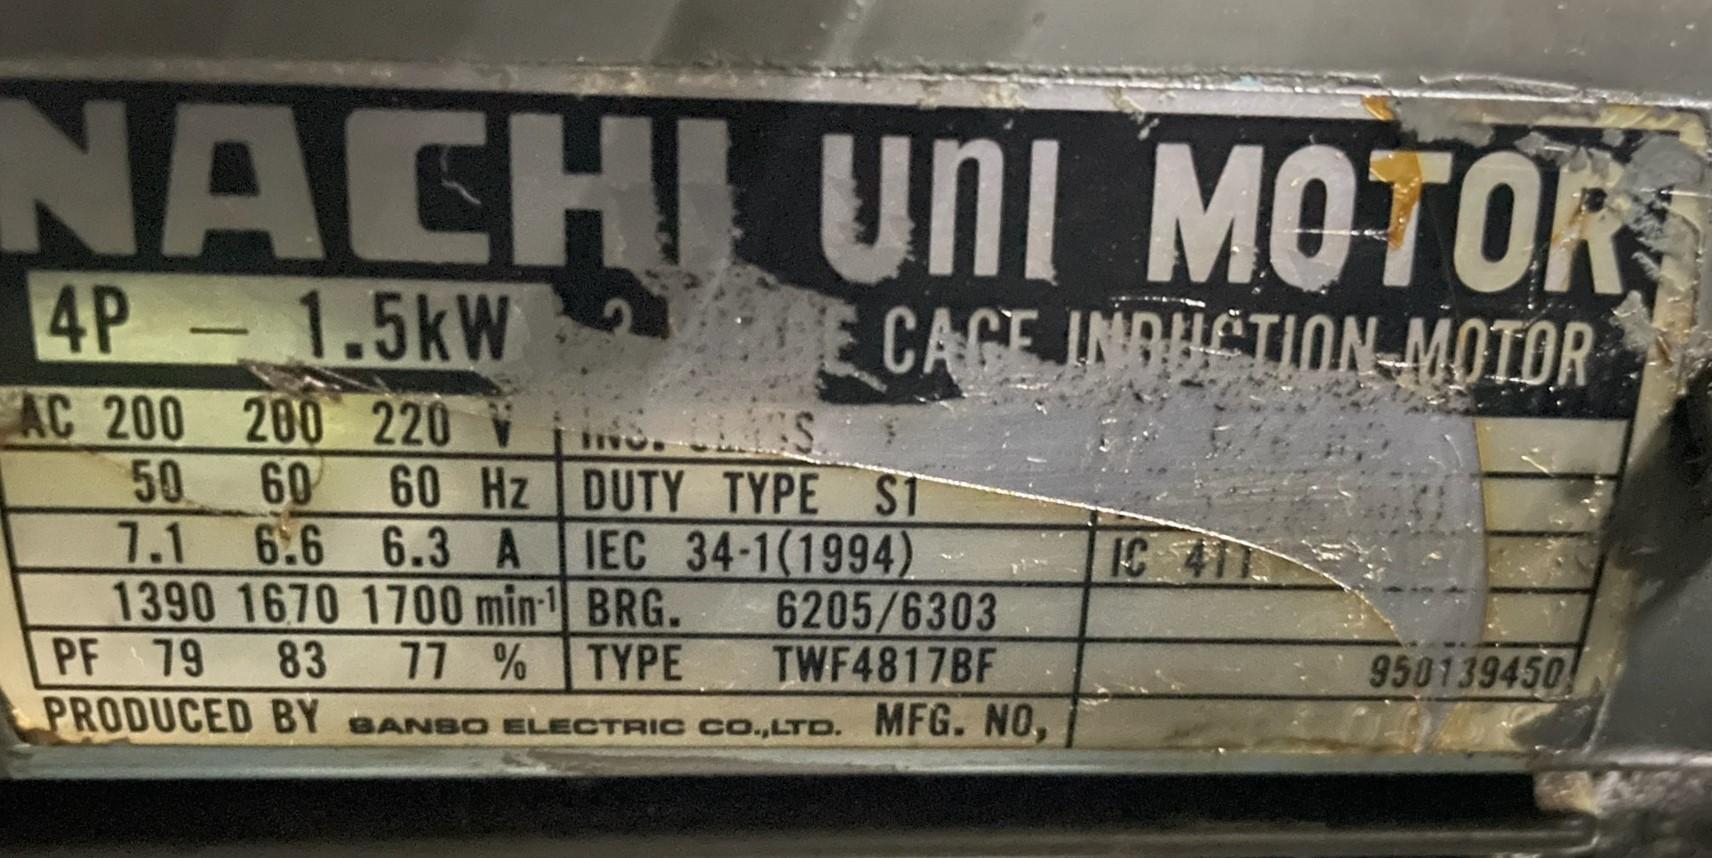 NACHI UNI MOTOR
4P - 1.5kW CAGE INDUCTION MOTOR
AC 200 200 220 V INS. CLASS
50 60 60 Hz DUTY TYPE S1
7.1 6.6 6.3 A IEC 34-1(1994) IC 411
1390 1670 1700 min-1 BRG. 6205/6303
PF 79 83 77 % TYPE TWF4817BF 950139450
PRODUCED BY SANSO ELECTRIC CO.,LTD. MFG. NO,